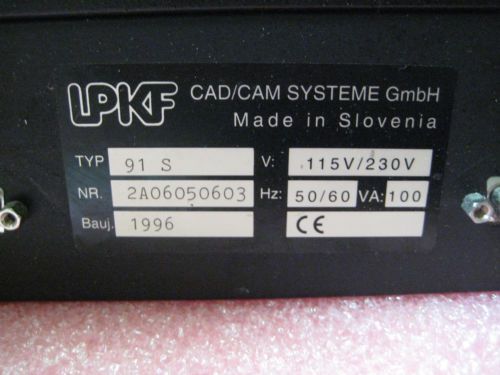 LPKF CAD/CAM SYSTEME GmbH
Made in Slovenia
TYP 91 S V: 115V/230V
NR. 2A06050603 Hz: 50/60 VA: 100
Bauj. 1996 CE